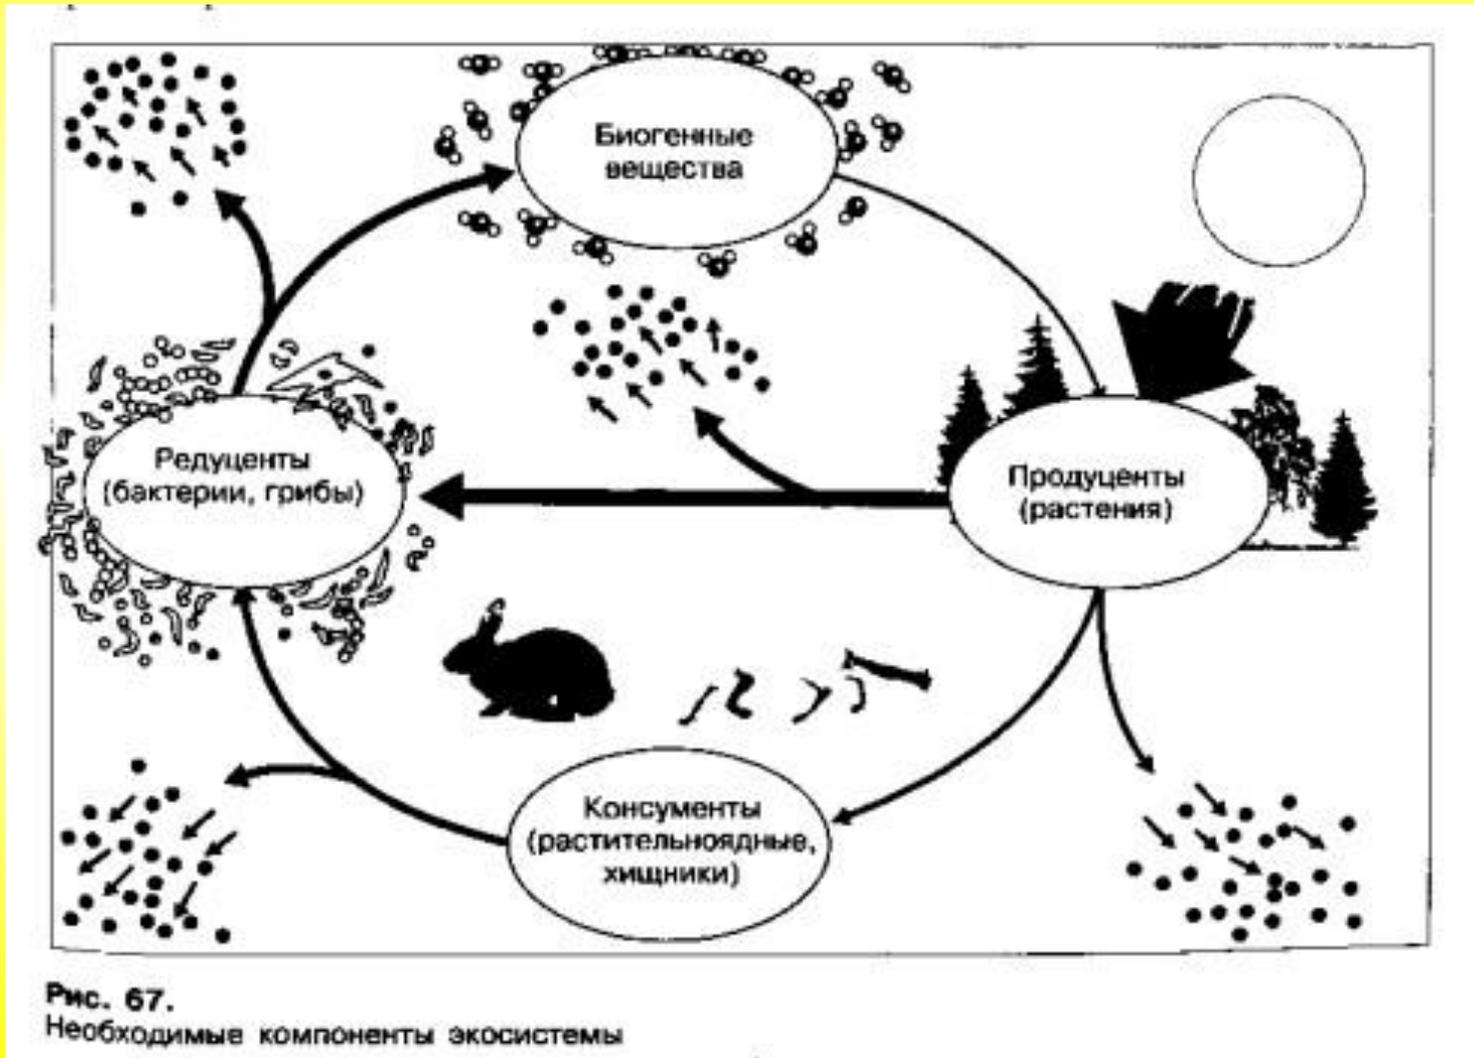 Биогенные
вещества
Редуценты
(бактерии, грибы)
Продуценты
(растения)
Консументы
(растительноядные,
хищники)
Рис. 67.
Необходимые компоненты экосистемы